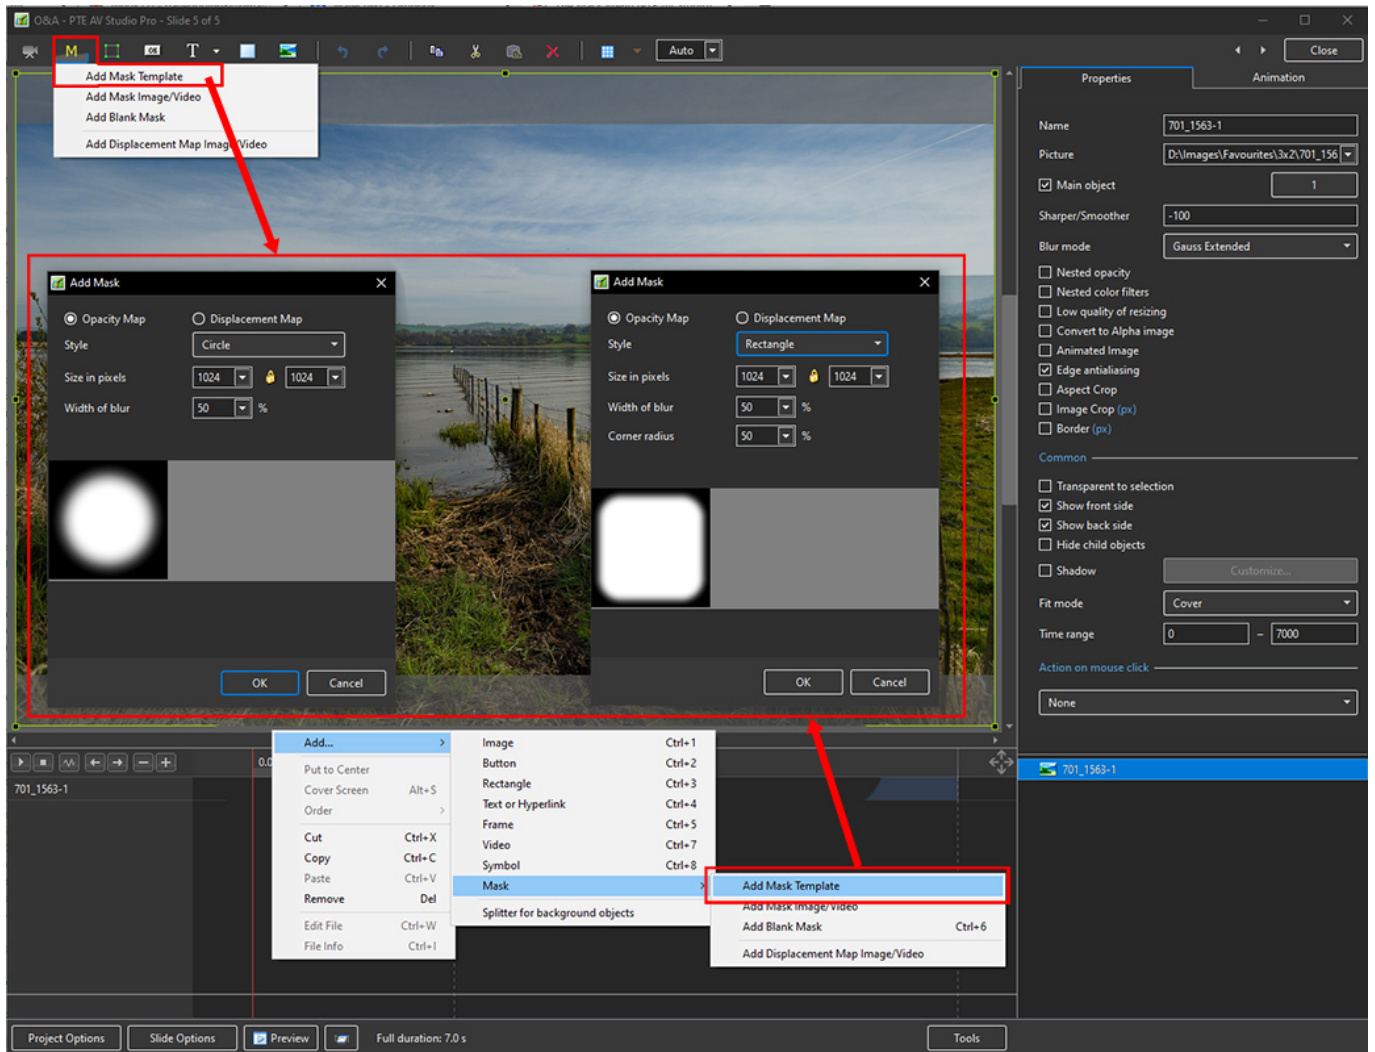 O&A - PTE AV Studio Pro - Slide 5 of 5
M
OK
T
Auto
Close
Add Mask Template
Add Mask Image/Video
Add Blank Mask
Add Displacement Map Image/Video
Properties
Animation
Name
701_1563-1
Picture
D:\Images\Favourites\3x2\701_156
Main object
1
Sharper/Smoother
-100
Blur mode
Gauss Extended
Nested opacity
Nested color filters
Low quality of resizing
Convert to Alpha image
Animated Image
Edge antialiasing
Aspect Crop
Image Crop (px)
Border (px)
Common
Transparent to selection
Show front side
Show back side
Hide child objects
Shadow
Customize...
Fit mode
Cover
Time range
0
–
7000
Action on mouse click
None
Add Mask
Opacity Map
Displacement Map
Style
Circle
Size in pixels
1024
1024
Width of blur
50
%
OK
Cancel
Add Mask
Opacity Map
Displacement Map
Style
Rectangle
Size in pixels
1024
1024
Width of blur
50
%
Corner radius
50
%
OK
Cancel
0.0
701_1563-1
701_1563-1
Add...
Put to Center
Cover Screen Alt+S
Order
Cut Ctrl+X
Copy Ctrl+C
Paste Ctrl+V
Remove Del
Edit File Ctrl+W
File Info Ctrl+I
Image Ctrl+1
Button Ctrl+2
Rectangle Ctrl+3
Text or Hyperlink Ctrl+4
Frame Ctrl+5
Video Ctrl+7
Symbol Ctrl+8
Mask
Splitter for background objects
Add Mask Template
Add Mask Image/Video
Add Blank Mask Ctrl+6
Add Displacement Map Image/Video
Project Options
Slide Options
Preview
Full duration: 7.0 s
Tools